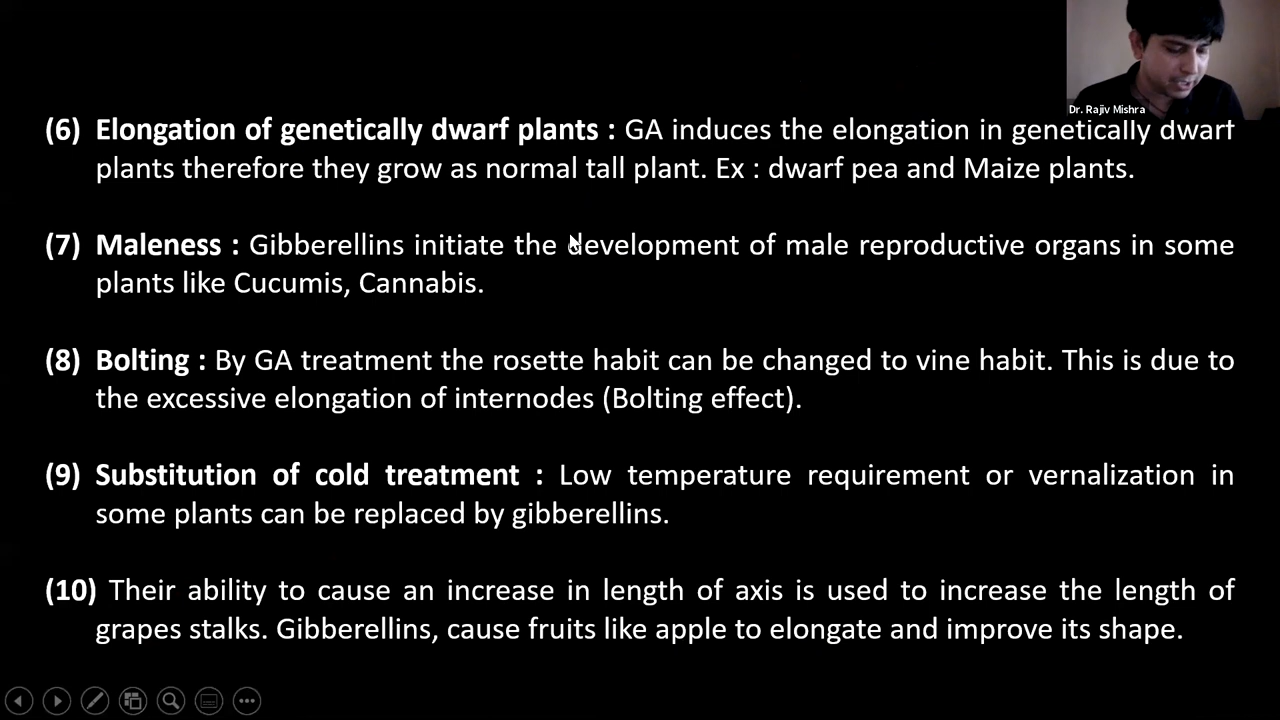 Dr. Rajiv Mishra
(6) Elongation of genetically dwarf plants : GA induces the elongation in genetically dwarf
plants therefore they grow as normal tall plant. Ex : dwarf pea and Maize plants.
(7) Maleness : Gibberellins initiate the development of male reproductive organs in some
plants like Cucumis, Cannabis.
(8) Bolting : By GA treatment the rosette habit can be changed to vine habit. This is due to
the excessive elongation of internodes (Bolting effect).
(9) Substitution of cold treatment : Low temperature requirement or vernalization in
some plants can be replaced by gibberellins.
(10) Their ability to cause an increase in length of axis is used to increase the length of
grapes stalks. Gibberellins, cause fruits like apple to elongate and improve its shape.